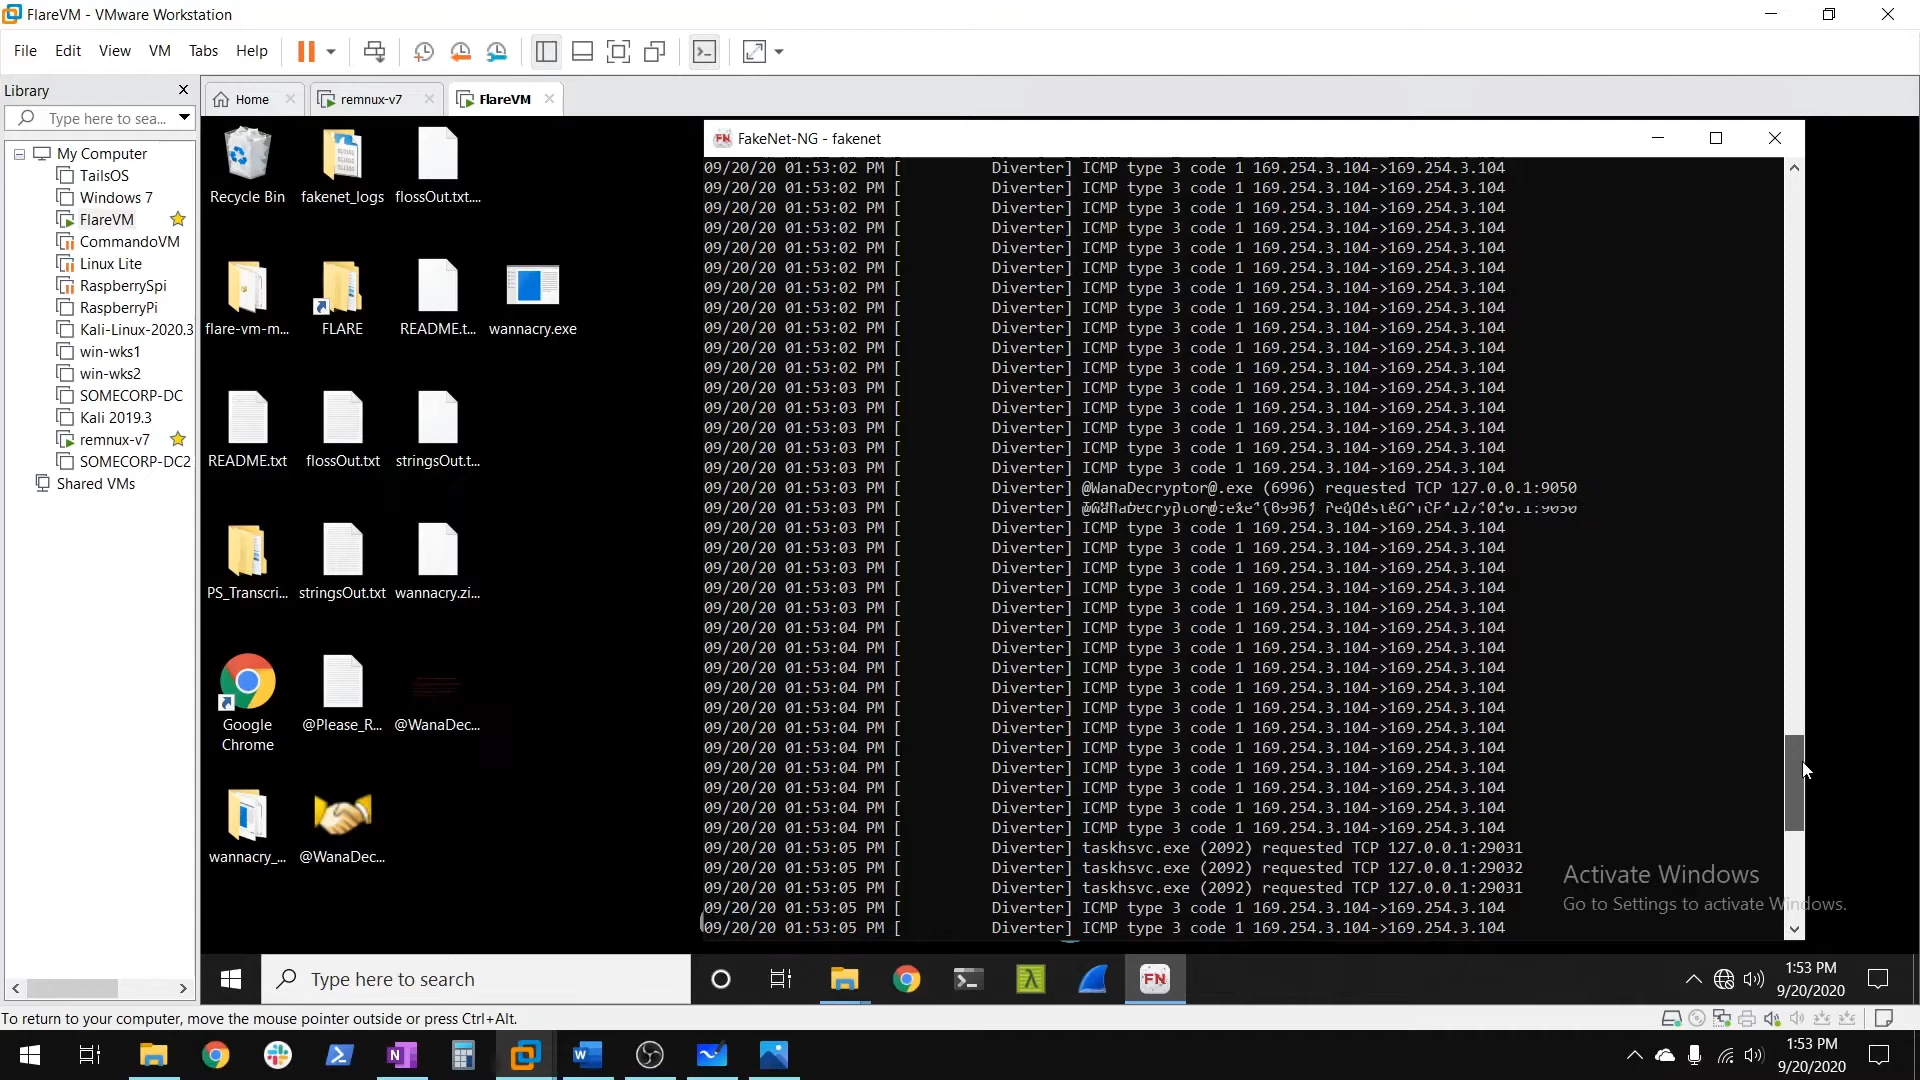 FlareVM - VMware Workstation
File Edit View VM Tabs Help
Library
Home
remnux-v7
FlareVM
Type here to sea...
My Computer
TailsOS
Windows 7
FlareVM
CommandoVM
Linux Lite
RaspberrySpi
RaspberryPi
Kali-Linux-2020.3
win-wks1
win-wks2
SOMECORP-DC
Kali 2019.3
remnux-v7
SOMECORP-DC2
Shared VMs
Recycle Bin
fakenet_logs
flossOut.txt....
flare-vm-m...
FLARE
README.t...
wannacry.exe
README.txt
flossOut.txt
stringsOut.t...
PS_Transcri...
stringsOut.txt
wannacry.zi...
Google
Chrome
@Please_R...
@WanaDec...
wannacry_...
@WanaDec...
FN FakeNet-NG - fakenet
09/20/20 01:53:02 PM [ Diverter] ICMP type 3 code 1 169.254.3.104->169.254.3.104
09/20/20 01:53:02 PM [ Diverter] ICMP type 3 code 1 169.254.3.104->169.254.3.104
09/20/20 01:53:02 PM [ Diverter] ICMP type 3 code 1 169.254.3.104->169.254.3.104
09/20/20 01:53:02 PM [ Diverter] ICMP type 3 code 1 169.254.3.104->169.254.3.104
09/20/20 01:53:02 PM [ Diverter] ICMP type 3 code 1 169.254.3.104->169.254.3.104
09/20/20 01:53:02 PM [ Diverter] ICMP type 3 code 1 169.254.3.104->169.254.3.104
09/20/20 01:53:02 PM [ Diverter] ICMP type 3 code 1 169.254.3.104->169.254.3.104
09/20/20 01:53:02 PM [ Diverter] ICMP type 3 code 1 169.254.3.104->169.254.3.104
09/20/20 01:53:02 PM [ Diverter] ICMP type 3 code 1 169.254.3.104->169.254.3.104
09/20/20 01:53:02 PM [ Diverter] ICMP type 3 code 1 169.254.3.104->169.254.3.104
09/20/20 01:53:02 PM [ Diverter] ICMP type 3 code 1 169.254.3.104->169.254.3.104
09/20/20 01:53:03 PM [ Diverter] ICMP type 3 code 1 169.254.3.104->169.254.3.104
09/20/20 01:53:03 PM [ Diverter] ICMP type 3 code 1 169.254.3.104->169.254.3.104
09/20/20 01:53:03 PM [ Diverter] ICMP type 3 code 1 169.254.3.104->169.254.3.104
09/20/20 01:53:03 PM [ Diverter] ICMP type 3 code 1 169.254.3.104->169.254.3.104
09/20/20 01:53:03 PM [ Diverter] ICMP type 3 code 1 169.254.3.104->169.254.3.104
09/20/20 01:53:03 PM [ Diverter] @WanaDecryptor@.exe (6996) requested TCP 127.0.0.1:9050
09/20/20 01:53:03 PM [ Diverter] @WanaDecryptor@.exe (6996) requested TCP 127.0.0.1:9050
09/20/20 01:53:03 PM [ Diverter] ICMP type 3 code 1 169.254.3.104->169.254.3.104
09/20/20 01:53:03 PM [ Diverter] ICMP type 3 code 1 169.254.3.104->169.254.3.104
09/20/20 01:53:03 PM [ Diverter] ICMP type 3 code 1 169.254.3.104->169.254.3.104
09/20/20 01:53:03 PM [ Diverter] ICMP type 3 code 1 169.254.3.104->169.254.3.104
09/20/20 01:53:03 PM [ Diverter] ICMP type 3 code 1 169.254.3.104->169.254.3.104
09/20/20 01:53:04 PM [ Diverter] ICMP type 3 code 1 169.254.3.104->169.254.3.104
09/20/20 01:53:04 PM [ Diverter] ICMP type 3 code 1 169.254.3.104->169.254.3.104
09/20/20 01:53:04 PM [ Diverter] ICMP type 3 code 1 169.254.3.104->169.254.3.104
09/20/20 01:53:04 PM [ Diverter] ICMP type 3 code 1 169.254.3.104->169.254.3.104
09/20/20 01:53:04 PM [ Diverter] ICMP type 3 code 1 169.254.3.104->169.254.3.104
09/20/20 01:53:04 PM [ Diverter] ICMP type 3 code 1 169.254.3.104->169.254.3.104
09/20/20 01:53:04 PM [ Diverter] ICMP type 3 code 1 169.254.3.104->169.254.3.104
09/20/20 01:53:04 PM [ Diverter] ICMP type 3 code 1 169.254.3.104->169.254.3.104
09/20/20 01:53:04 PM [ Diverter] ICMP type 3 code 1 169.254.3.104->169.254.3.104
09/20/20 01:53:04 PM [ Diverter] ICMP type 3 code 1 169.254.3.104->169.254.3.104
09/20/20 01:53:04 PM [ Diverter] ICMP type 3 code 1 169.254.3.104->169.254.3.104
09/20/20 01:53:05 PM [ Diverter] taskhsvc.exe (2092) requested TCP 127.0.0.1:29031
09/20/20 01:53:05 PM [ Diverter] taskhsvc.exe (2092) requested TCP 127.0.0.1:29032
09/20/20 01:53:05 PM [ Diverter] taskhsvc.exe (2092) requested TCP 127.0.0.1:29031
09/20/20 01:53:05 PM [ Diverter] ICMP type 3 code 1 169.254.3.104->169.254.3.104
09/20/20 01:53:05 PM [ Diverter] ICMP type 3 code 1 169.254.3.104->169.254.3.104
Activate Windows
Go to Settings to activate Windows.
Type here to search
FN
1:53 PM
9/20/2020
To return to your computer, move the mouse pointer outside or press Ctrl+Alt.
1:53 PM
9/20/2020